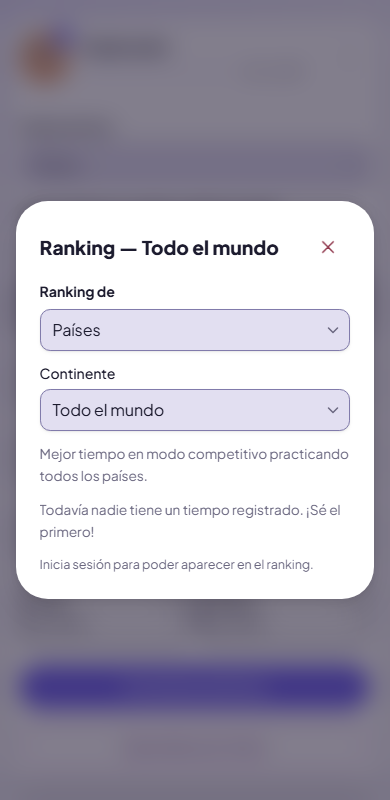 Ranking — Todo el mundo
Ranking de
Países
Continente
Todo el mundo
Mejor tiempo en modo competitivo practicando
todos los países.
Todavía nadie tiene un tiempo registrado. ¡Sé el
primero!
Inicia sesión para poder aparecer en el ranking.